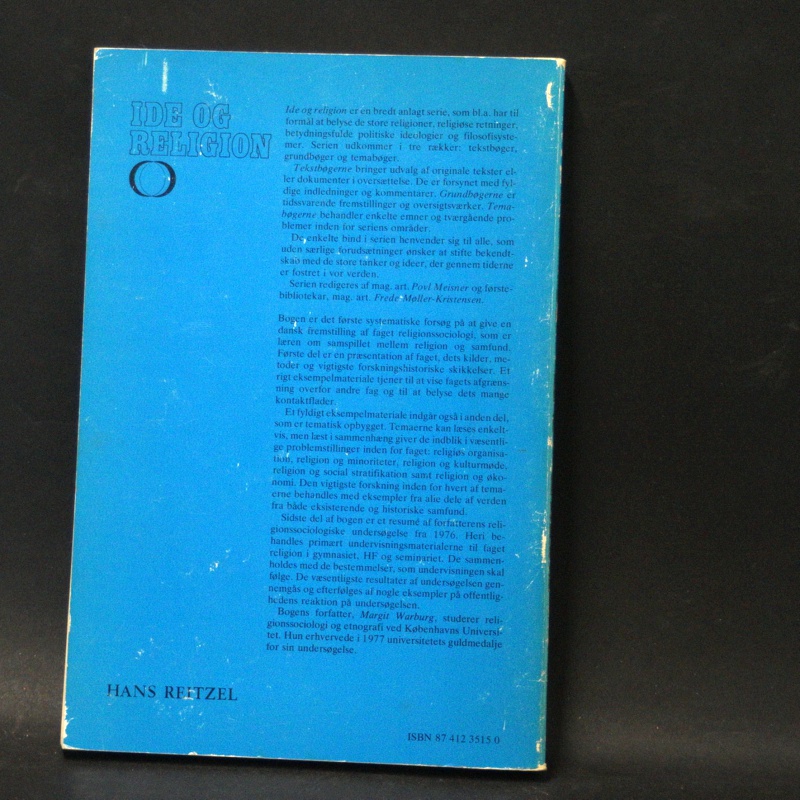 IDE OG
RELIGION
Ide og religion er en bredt anlagt serie, som bl.a. har til
formål at belyse de store religioner, religiøse retninger,
betydningsfulde politiske ideologier og filosofisyste-
mer. Serien udkommer i tre rækker: tekstbøger,
grundbøger og temabøger.
Tekstbøgerne bringer udvalg af originale tekster el-
ler dokumenter i oversættelse. De er forsynet med fyl-
dige indledninger og kommentarer. Grundbøgerne er
tidssvarende fremstillinger og oversigtsværker. Tema-
bøgerne behandler enkelte emner og tværgående pro-
blemer inden for seriens områder.
De enkelte bind i serien henvender sig til alle, som
uden særlige forudsætninger ønsker at stifte bekendt-
skab med de store tanker og ideer, der gennem tiderne
er fostret i vor verden.
Serien redigeres af mag. art. Povl Meisner og første-
bibliotekar, mag. art. Frede Møller-Kristensen.
Bogen er det første systematiske forsøg på at give en
dansk fremstilling af faget religionssociologi, som er
læren om samspillet mellem religion og samfund.
Første del er en præsentation af faget, dets kilder, me-
toder og vigtigste forskningshistoriske skikkelser. Et
rigt eksempelmateriale tjener til at vise fagets afgræns-
ning overfor andre fag og til at belyse dets mange
kontaktflader.
Et fyldigt eksempelmateriale indgår også i anden del,
som er tematisk opbygget. Temaerne kan læses enkelt-
vis, men læst i sammenhæng giver de indblik i væsentli-
ge problemstillinger inden for faget: religiøs organisa-
tion, religion og minoriteter, religion og kulturmøde,
religion og social stratifikation samt religion og øko-
nomi. Den vigtigste forskning inden for hvert af tema-
erne behandles med eksempler fra alle dele af verden
fra både eksisterende og historiske samfund.
Sidste del af bogen er et resumé af forfatterens reli-
gionssociologiske undersøgelse fra 1976. Heri be-
handles primært undervisningsmaterialerne til faget
religion i gymnasiet, HF og seminariet. De sammen-
holdes med de bestemmelser, som undervisningen skal
følge. De væsentligste resultater af undersøgelsen gen-
nemgås og efterfølges af nogle eksempler på offentlig-
hedens reaktion på undersøgelsen.
Bogens forfatter, Margit Warburg, studerer reli-
gionssociologi og etnografi ved Københavns Universi-
tet. Hun erhvervede i 1977 universitetets guldmedalje
for sin undersøgelse.
HANS REITZEL
ISBN 87 412 3515 0